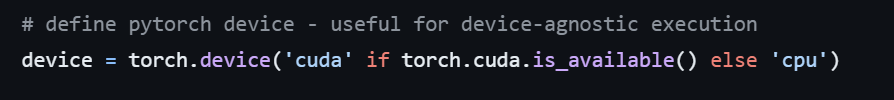 # define pytorch device - useful for device-agnostic execution
device = torch.device('cuda' if torch.cuda.is_available() else 'cpu')